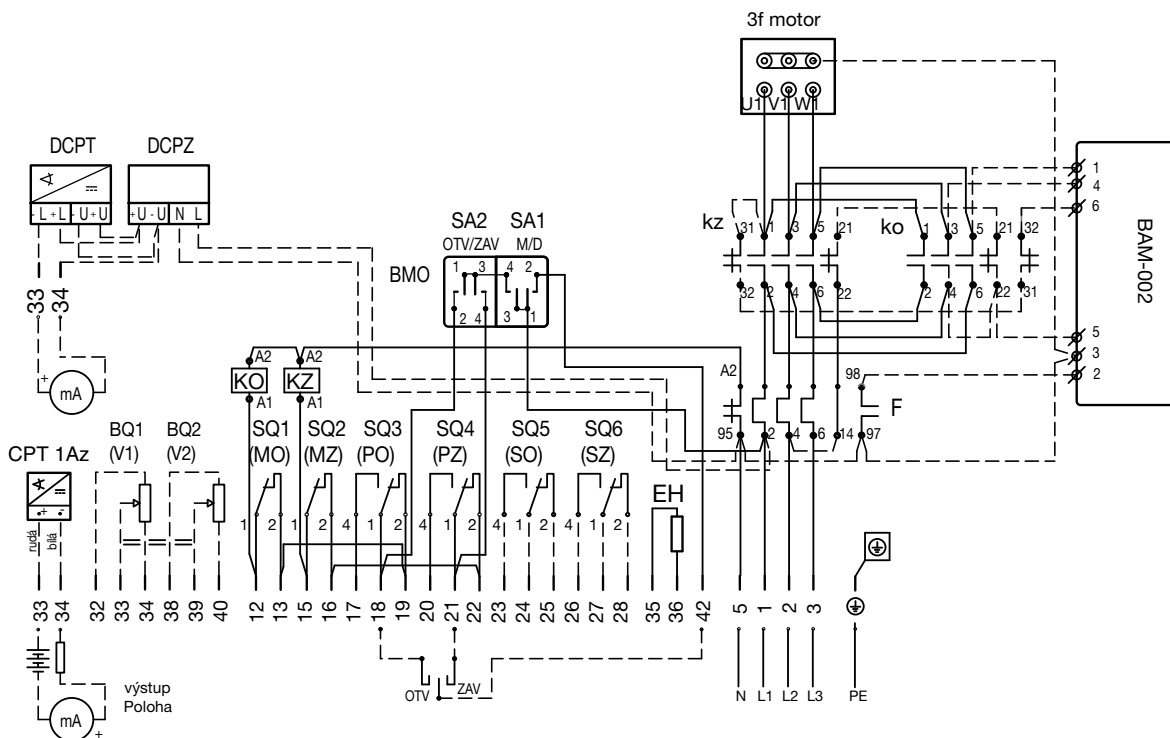 3f motor
U1 V1 W1
DCPT
DCPZ
- L + L - U + U
+U -U N L
33
34
+
mA
SA2
SA1
OTV/ZAV
M/D
BMO
1 3 4 2
2 4 3 1
kz
31 1 3 5 21
ko
1 3 5 21 32
32 2 4 6 22
2 4 6 22 31
1
4
6
5
3
2
BAM-002
A2
A2
KO
KZ
A1
A1
A2
98
F
95 2 4 6 14 97
CPT 1Az
+ -
rudá
bílá
BQ1
(V1)
BQ2
(V2)
SQ1
(MO)
SQ2
(MZ)
SQ3
(PO)
SQ4
(PZ)
SQ5
(SO)
SQ6
(SZ)
EH
1 2 1 2 4 1 2 4 1 2 4 1 2 4 1 2
33 34 32 33 34 38 39 40 12 13 15 16 17 18 19 20 21 22 23 24 25 26 27 28 35 36 42 5 1 2 3
OTV
ZAV
N L1 L2 L3 PE
výstup
Poloha
mA
+